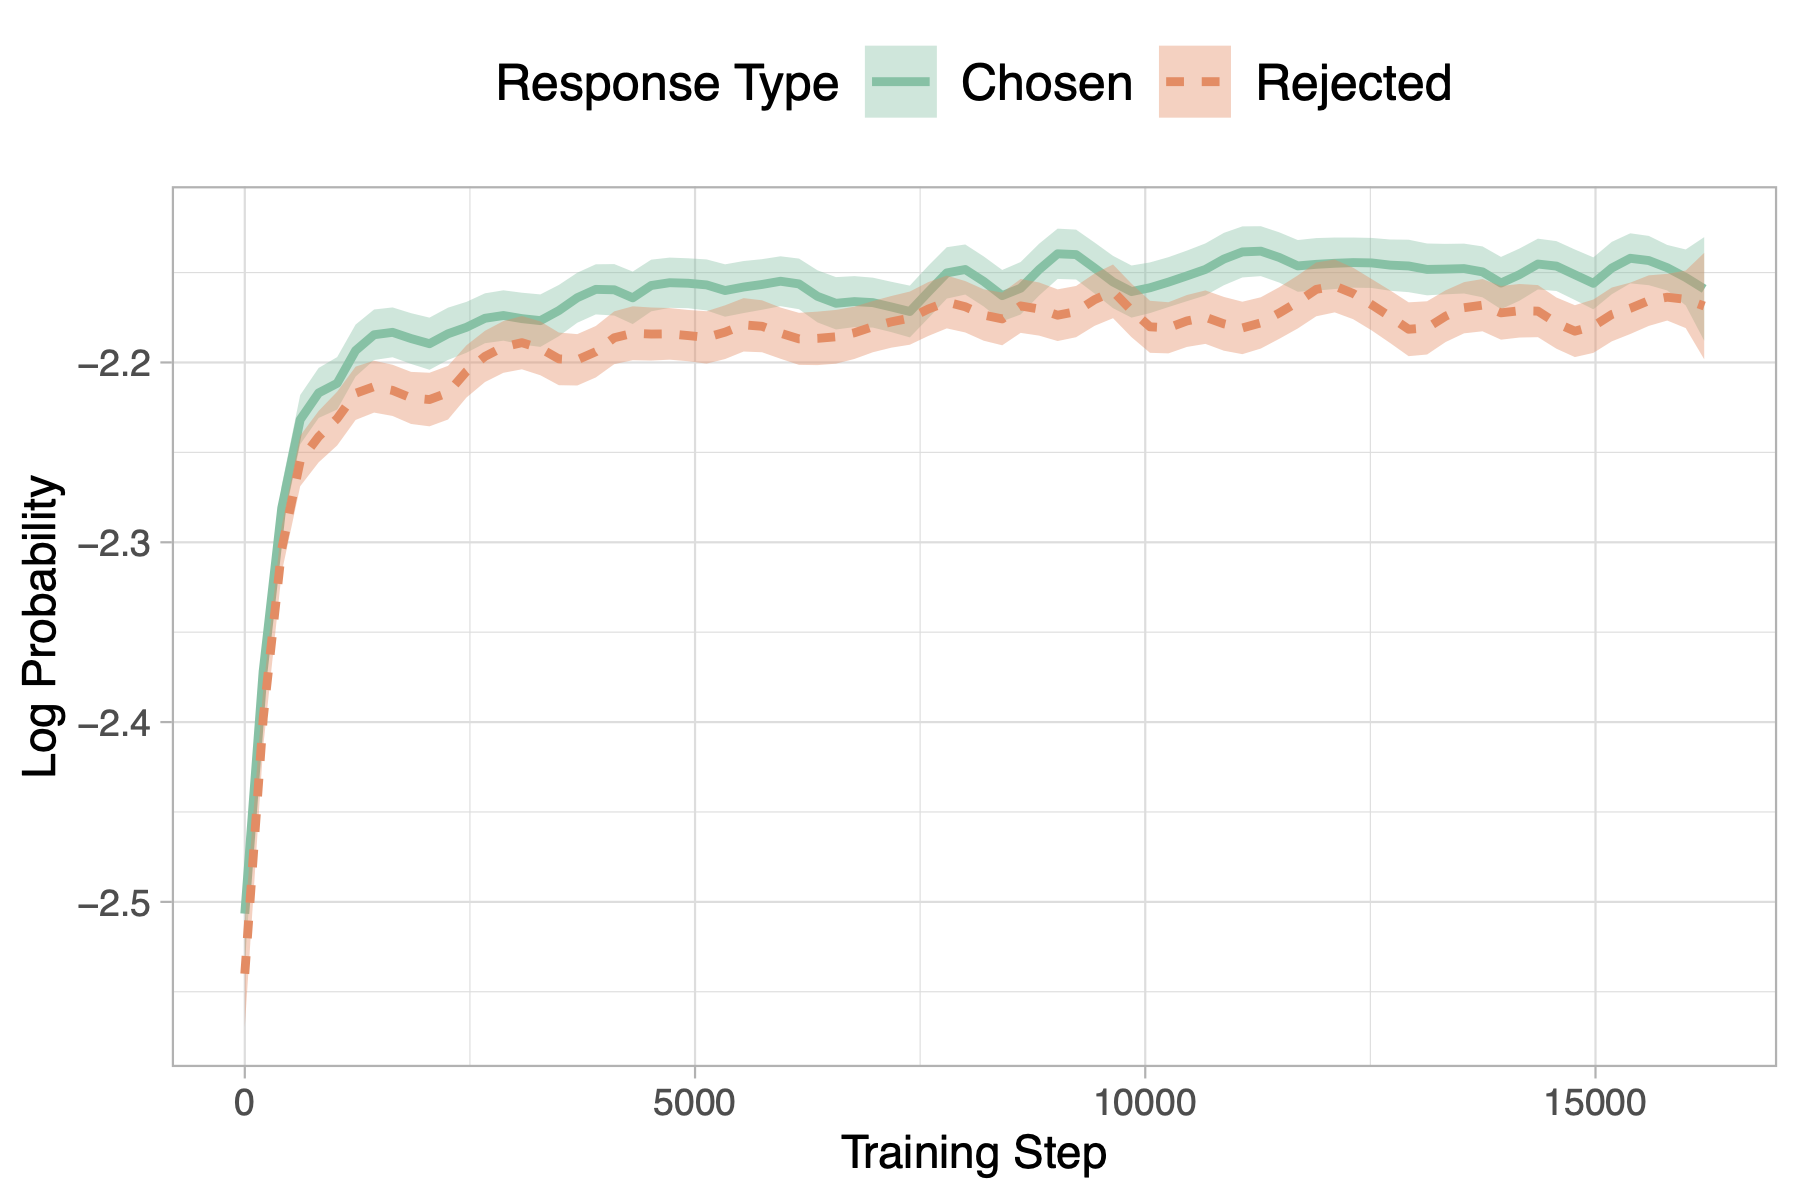 Response Type Chosen Rejected
Log Probability
−2.2
−2.3
−2.4
−2.5
0 5000 10000 15000
Training Step